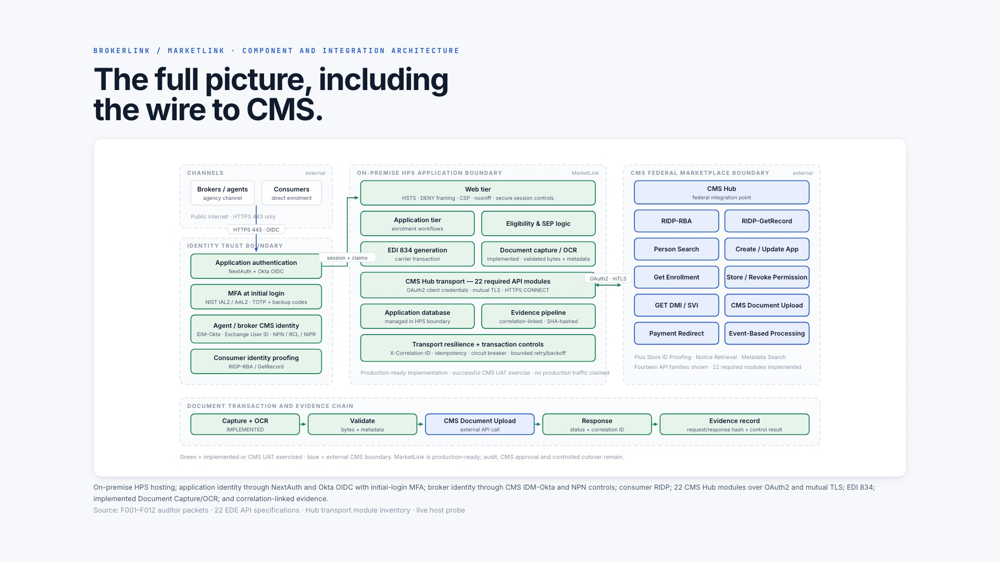 BROKERLINK / MARKETLINK · COMPONENT AND INTEGRATION ARCHITECTURE
The full picture, including
the wire to CMS.
CHANNELS
external
Brokers / agents
agency channel
Consumers
direct enrolment
Public internet · HTTPS 443 only
HTTPS 443 · OIDC
IDENTITY TRUST BOUNDARY
Application authentication
NextAuth + Okta OIDC
MFA at initial login
NIST IAL2 / AAL2 · TOTP + backup codes
Agent / broker CMS identity
IDM-Okta · Exchange User ID · NPN / RCL / NIPR
Consumer identity proofing
RIDP-RBA / GetRecord
session + claims
ON-PREMISE HPS APPLICATION BOUNDARY
MarketLink
Web tier
HSTS · DENY framing · CSP · nosniff · secure session controls
Application tier
enrolment workflows
Eligibility & SEP logic
EDI 834 generation
carrier transaction
Document capture / OCR
implemented · validated bytes + metadata
CMS Hub transport — 22 required API modules
OAuth2 client credentials · mutual TLS · HTTPS CONNECT
Application database
managed in HPS boundary
Evidence pipeline
correlation-linked · SHA-hashed
Transport resilience + transaction controls
X-Correlation-ID · idempotency · circuit breaker · bounded retry/backoff
Production-ready implementation · successful CMS UAT exercise · no production traffic claimed
OAuth2 · mTLS
CMS FEDERAL MARKETPLACE BOUNDARY
external
CMS Hub
federal integration point
RIDP-RBA
RIDP-GetRecord
Person Search
Create / Update App
Get Enrollment
Store / Revoke Permission
GET DMI / SVI
CMS Document Upload
Payment Redirect
Event-Based Processing
Plus Store ID Proofing · Notice Retrieval · Metadata Search
Fourteen API families shown · 22 required modules implemented
DOCUMENT TRANSACTION AND EVIDENCE CHAIN
Capture + OCR
IMPLEMENTED
Validate
bytes + metadata
CMS Document Upload
external API call
Response
status + correlation ID
Evidence record
request/response hash + control result
Green = implemented or CMS UAT exercised · blue = external CMS boundary. MarketLink is production-ready; audit, CMS approval and controlled cutover remain.
On-premise HPS hosting; application identity through NextAuth and Okta OIDC with initial-login MFA; broker identity through CMS IDM-Okta and NPN controls; consumer RIDP; 22 CMS Hub modules over OAuth2 and mutual TLS; EDI 834;
implemented Document Capture/OCR; and correlation-linked evidence.
Source: F001–F012 auditor packets · 22 EDE API specifications · Hub transport module inventory · live host probe